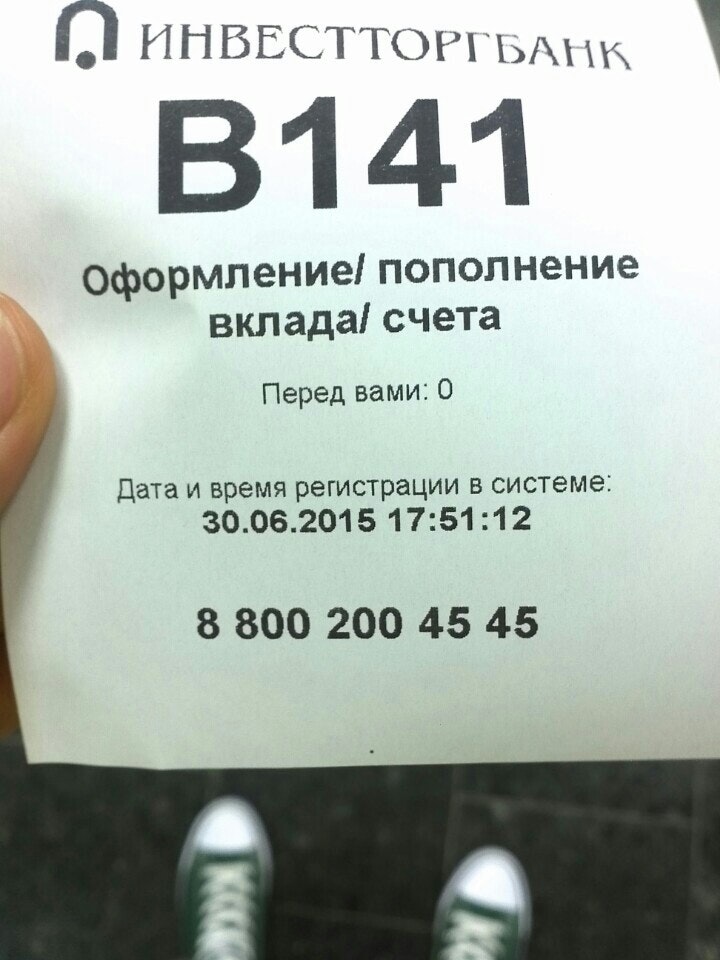 ИНВЕСТТОРГБАНК
В141
Оформление/ пополнение
вклада/ счета
Перед вами: 0
Дата и время регистрации в системе:
30.06.2015 17:51:12
8 800 200 45 45